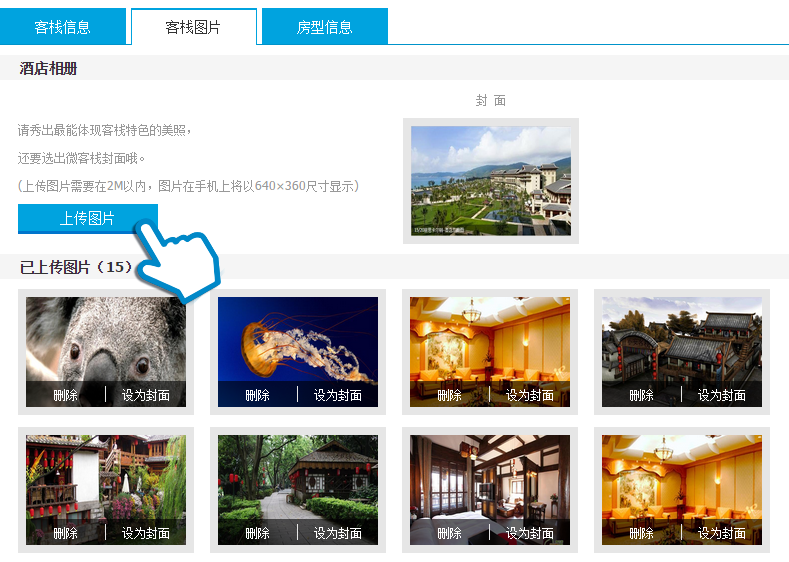 客栈信息
客栈图片
房型信息
酒店相册
封 面
请秀出最能体现客栈特色的美照，
还要选出微客栈封面哦。
(上传图片需要在2M以内，图片在手机上将以640×360尺寸显示)
上传图片
已上传图片（15）
删除 设为封面
删除 设为封面
删除 设为封面
删除 设为封面
删除 设为封面
删除 设为封面
删除 设为封面
删除 设为封面